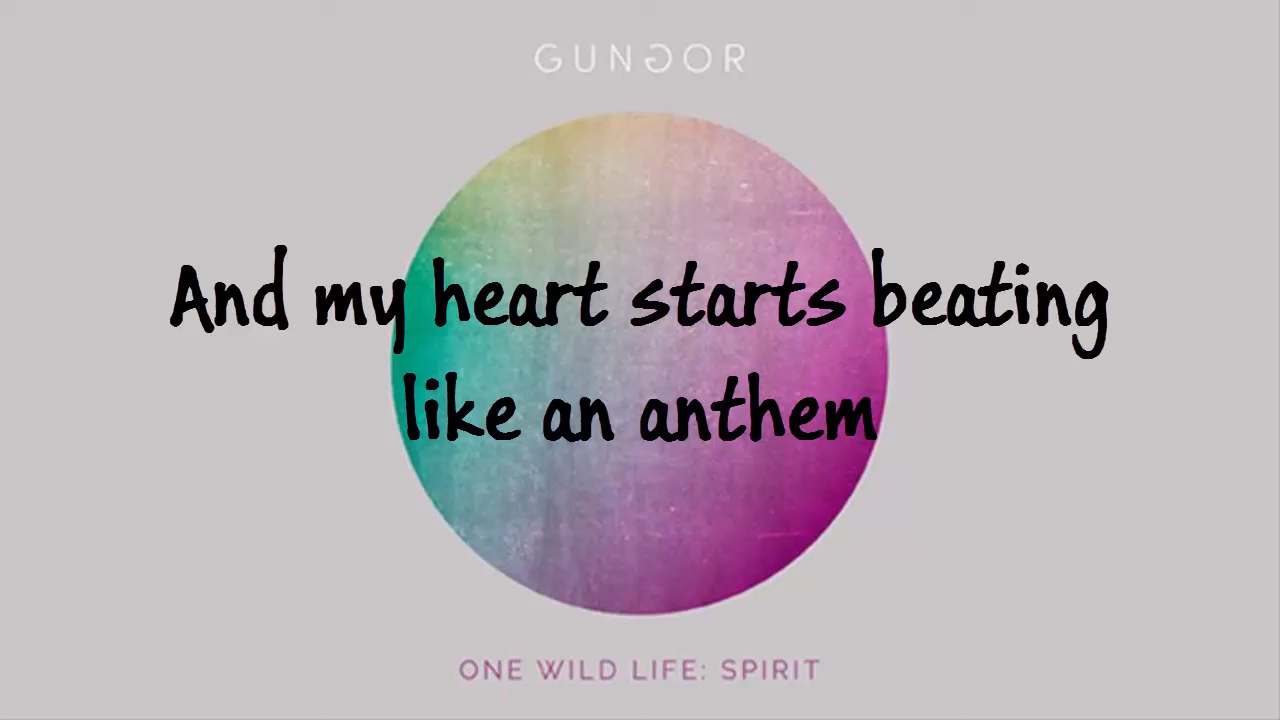 GUNGOR
And my heart starts beating
like an anthem
ONE WILD LIFE: SPIRIT